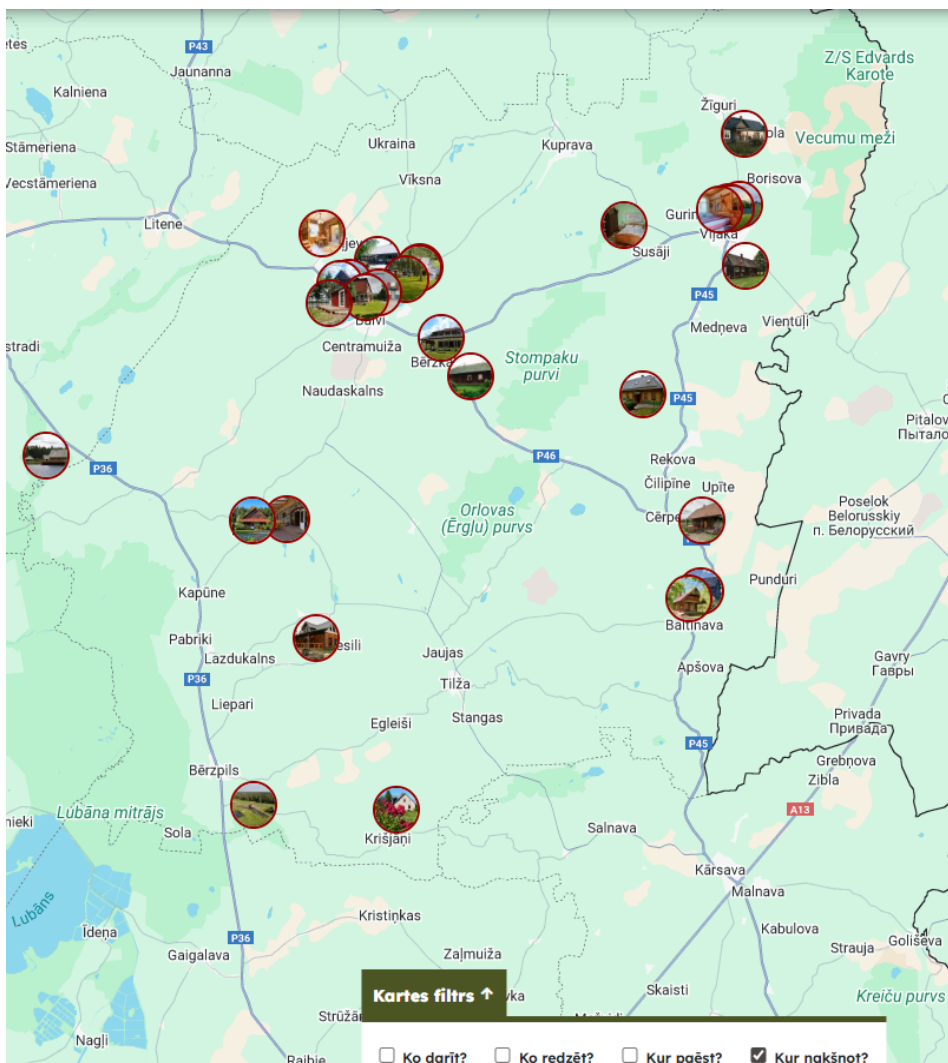 P43
Jaunanna
Kalniena
Z/S Edvards
Karote
Žīguri
Stāmeriena
Ukraina
Kuprava
Vecumu meži
Vecstāmeriena
Vīksna
Borisova
Litene
Susāji
Viļaka
P45
Medņeva
Vientuļi
Balvi
Centramuiža
Stompaku
purvi
Naudaskalns
P45
Rekova
P36
P46
Čilipīne
Upīte
Orlovas
(Ērgļu) purvs
Poselok
Belorusskiy
п. Белорусский
Kapūne
Punduri
Baltinava
Pabriki
Lazdukalns
Jaujas
Apšova
Gavry
Гавры
P36
Tilža
Liepari
Stangas
Egleiši
Privada
Привада
P45
Grebņova
Zibla
Bērzpils
A13
Lubāna mitrājs
Sola
Krišjāņi
Salnava
Kārsava
Malnava
Lubāns
Īdeņa
Kristiņkas
Kabulova
P36
Gaigalava
Zaļmuiža
Strauja
Goliševa
Kartes filtrs ↑
Skaisti
Kreiču purvs
Nagļi
Ko darīt?
Ko redzēt?
Kur paēst?
Kur nakšņot?